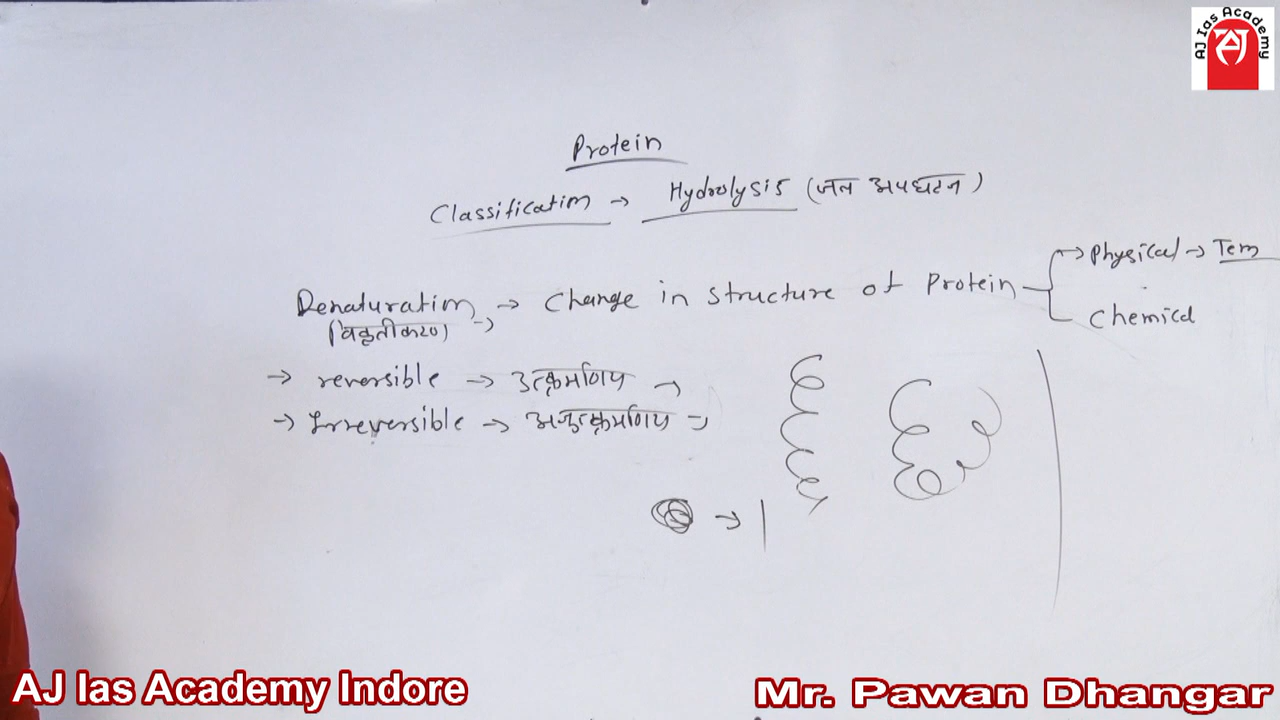 AJ Ias Academy
Protein
Classification → Hydrolysis (जल अपघटन)
Denaturation → Change in structure of Protein
→ Physical → Tem
Chemical
(विकृतीकरण) →
→ reversible → उत्क्रमणिय →
→ Irreversible → अनुत्क्रमणिय →
AJ Ias Academy Indore
Mr. Pawan Dhangar